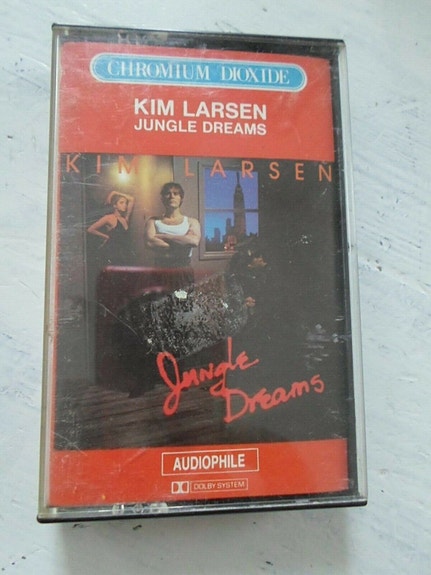 CHROMIUM DIOXIDE
KIM LARSEN
JUNGLE DREAMS
KIM LARSEN
Jungle
Dreams
AUDIOPHILE
DOLBY SYSTEM